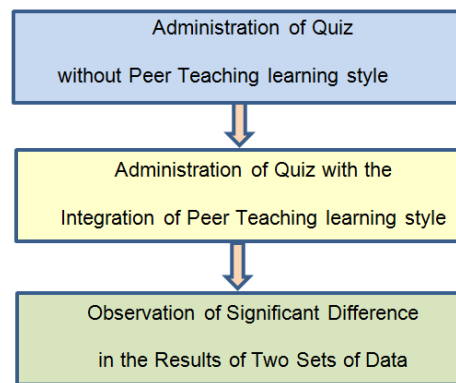 Administration of Quiz
without Peer Teaching learning style
Administration of Quiz with the
Integration of Peer Teaching learning style
Observation of Significant Difference
in the Results of Two Sets of Data